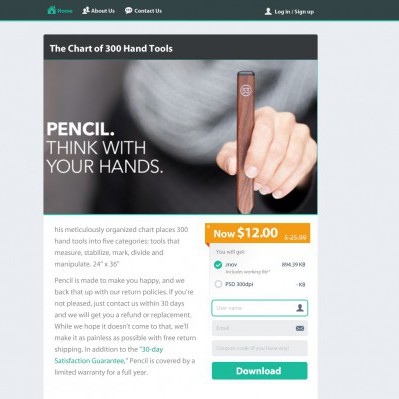 Home About Us Contact Us Log in / Sign up
The Chart of 300 Hand Tools
PENCIL.
THINK WITH
YOUR HANDS.
his meticulously organized chart places 300
hand tools into five categories: tools that
measure, stabilize, mark, divide and
manipulate. 24" x 36"
Pencil is made to make you happy, and we
back that up with our return policies. If you're
not pleased, just contact us within 30 days
and we will get you a refund or replacement.
While we hope it doesn't come to that, we'll
make it as painless as possible with free return
shipping. In addition to the "30-day
Satisfaction Guarantee," Pencil is covered by a
limited warranty for a full year.
Now $12.00 $ 25.99
You will get:
.mov 894.39 KB
Includes working file*
PSD 300dpi - KB
User name
Email
Coupon code (if you have any)
Download